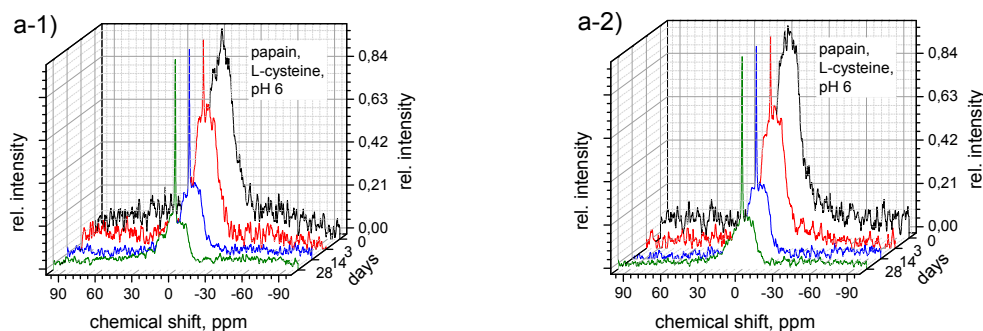 a-1)
papain,
L-cysteine,
pH 6
rel. intensity
0,84
0,63
0,42
0,21
0,00
rel. intensity
3
14
28
days
90 60 30 0 -30 -60 -90
chemical shift, ppm
a-2)
papain,
L-cysteine,
pH 6
rel. intensity
0,84
0,63
0,42
0,21
0,00
rel. intensity
0
3
14
28
days
90 60 30 0 -30 -60 -90
chemical shift, ppm